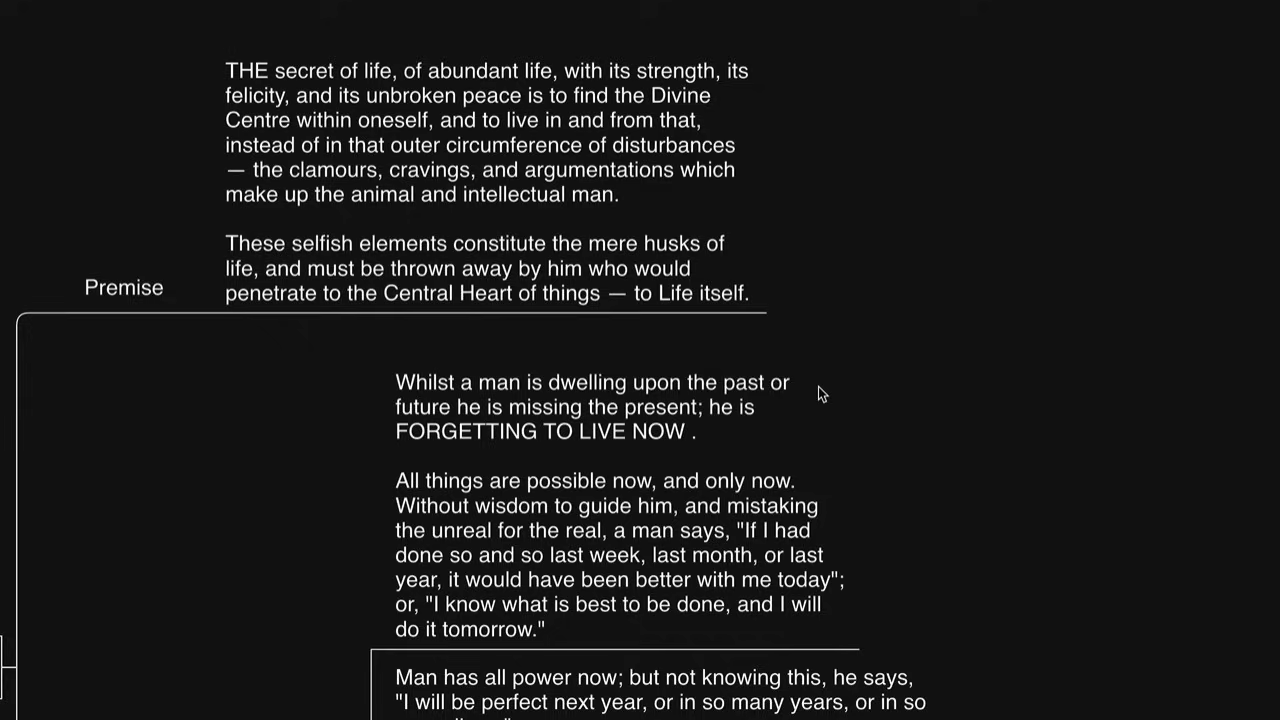 THE secret of life, of abundant life, with its strength, its
felicity, and its unbroken peace is to find the Divine
Centre within oneself, and to live in and from that,
instead of in that outer circumference of disturbances
— the clamours, cravings, and argumentations which
make up the animal and intellectual man.
These selfish elements constitute the mere husks of
life, and must be thrown away by him who would
penetrate to the Central Heart of things — to Life itself.
Premise
Whilst a man is dwelling upon the past or
future he is missing the present; he is
FORGETTING TO LIVE NOW .
All things are possible now, and only now.
Without wisdom to guide him, and mistaking
the unreal for the real, a man says, "If I had
done so and so last week, last month, or last
year, it would have been better with me today";
or, "I know what is best to be done, and I will
do it tomorrow."
Man has all power now; but not knowing this, he says,
"I will be perfect next year, or in so many years, or in so